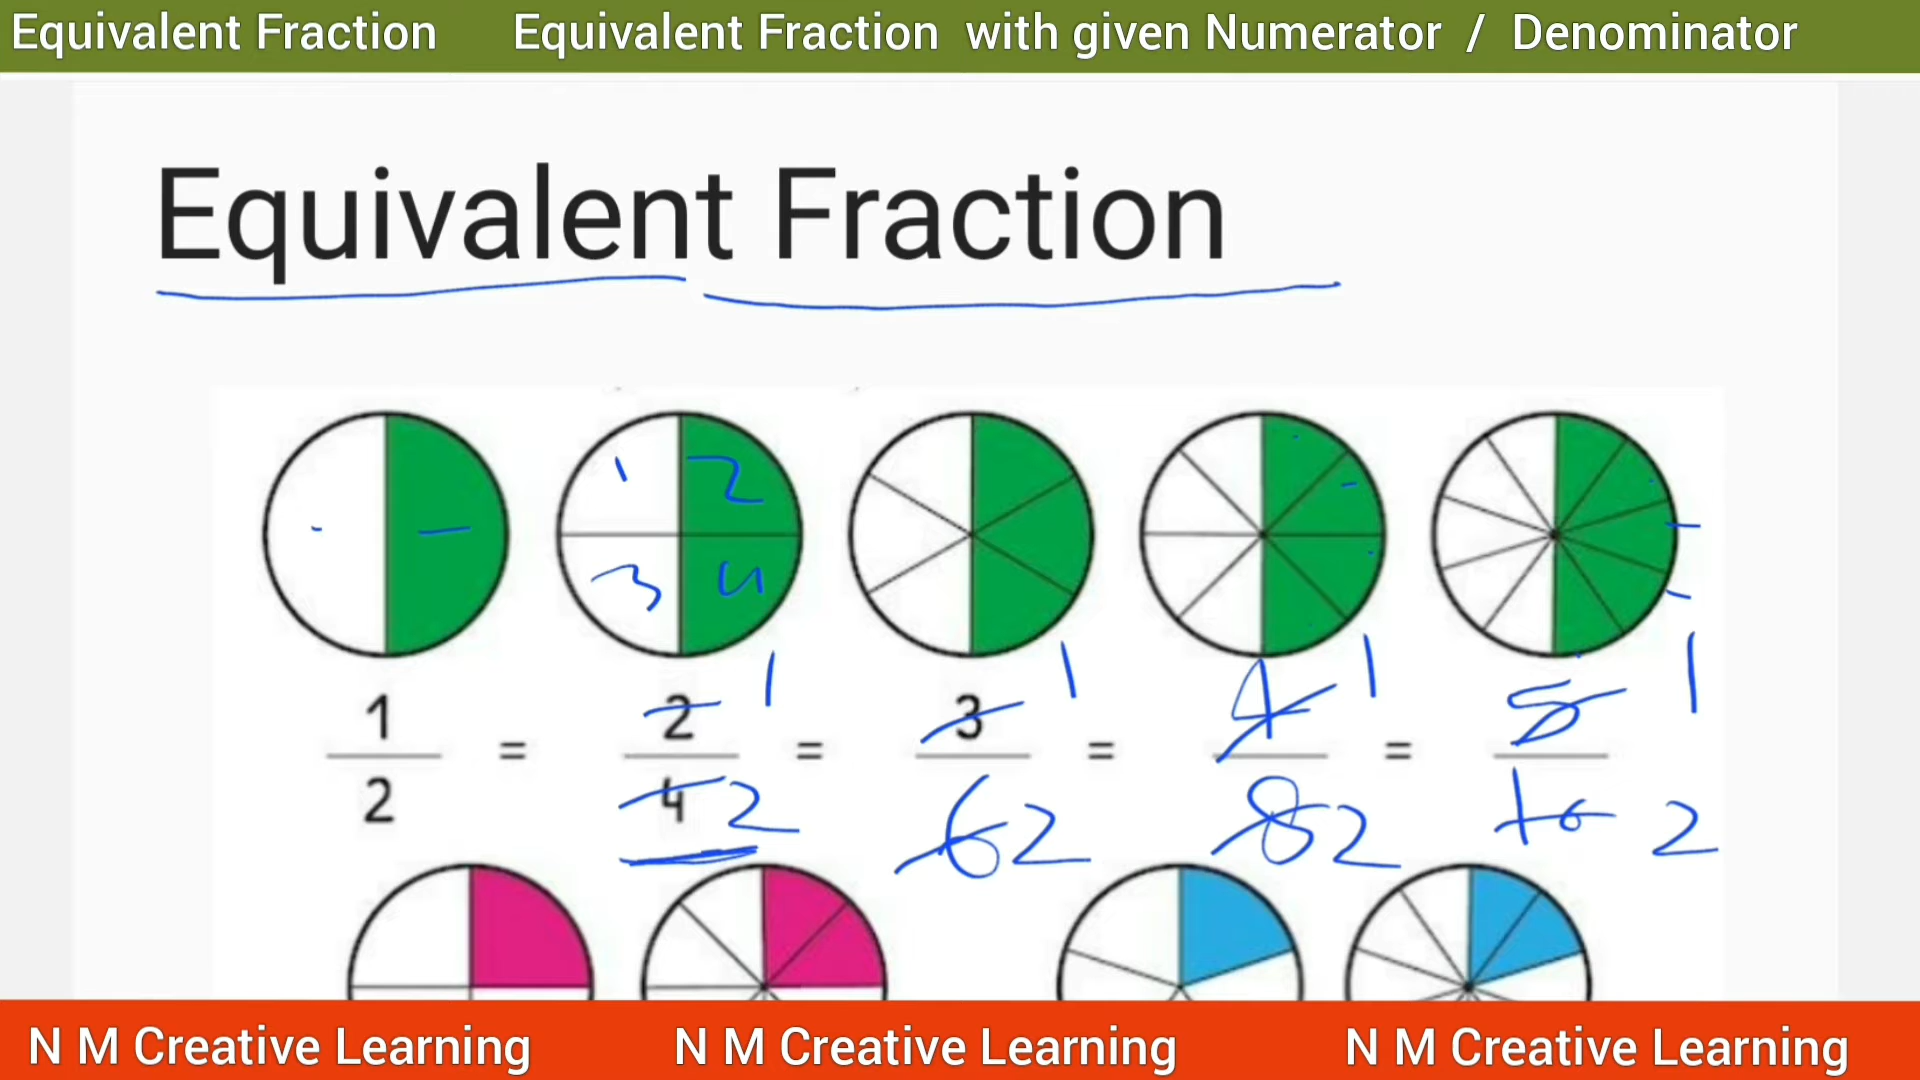 Equivalent Fraction Equivalent Fraction with given Numerator / Denominator
Equivalent Fraction
1 2
3 4
1 1 1 1
1 2 3 4 5
= = = =
2 4 2 6 2 8 2 10 2
N M Creative Learning N M Creative Learning N M Creative Learning